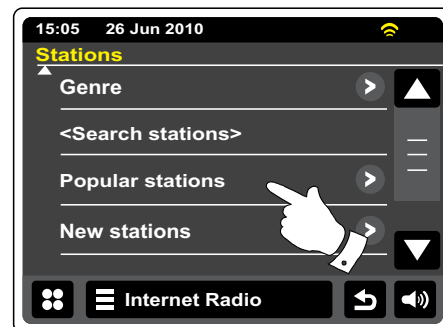 15:05 26 Jun 2010
Stations
Genre
<Search stations>
Popular stations
New stations
Internet Radio